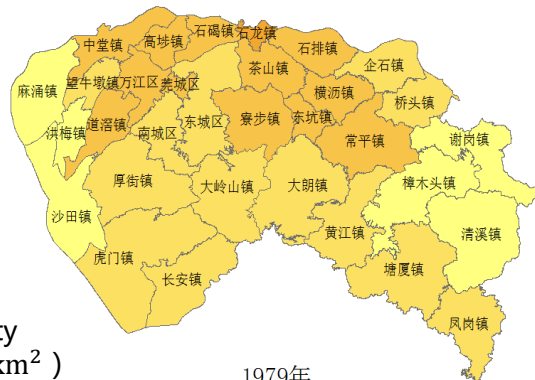 石碣镇
石龙镇
中堂镇
高埗镇
石排镇
茶山镇
企石镇
望牛墩镇
万江区
莞城区
麻涌镇
横沥镇
桥头镇
道滘镇
寮步镇
东坑镇
洪梅镇
南城区
东城区
常平镇
谢岗镇
厚街镇
大岭山镇
大朗镇
樟木头镇
沙田镇
黄江镇
清溪镇
虎门镇
长安镇
塘厦镇
凤岗镇
ty
km²)
1979年